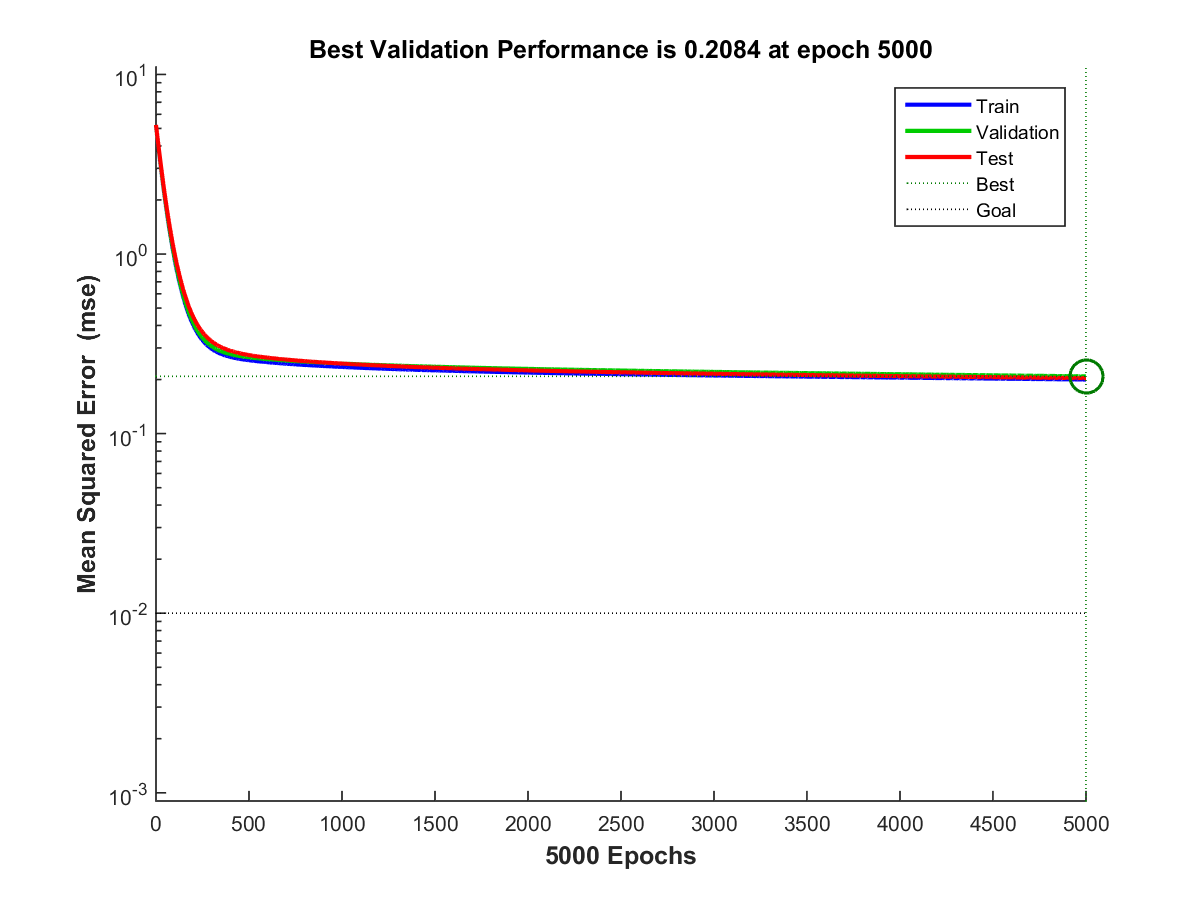 Best Validation Performance is 0.2084 at epoch 5000
Train
Validation
Test
Best
Goal
Mean Squared Error  (mse)
10^1
10^0
10^-1
10^-2
10^-3
0 500 1000 1500 2000 2500 3000 3500 4000 4500 5000
5000 Epochs